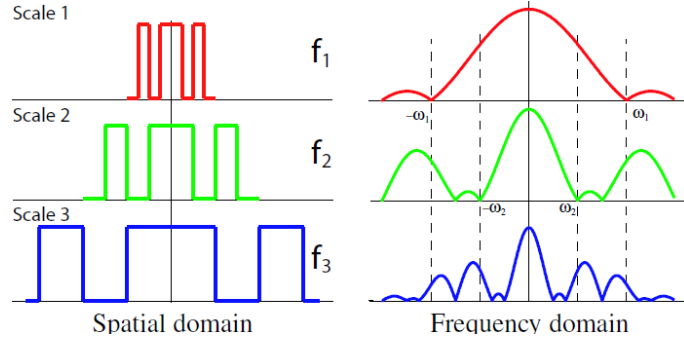 Scale 1
f1
-ω1
ω1
Scale 2
f2
-ω2
ω2
Scale 3
f3
Spatial domain
Frequency domain